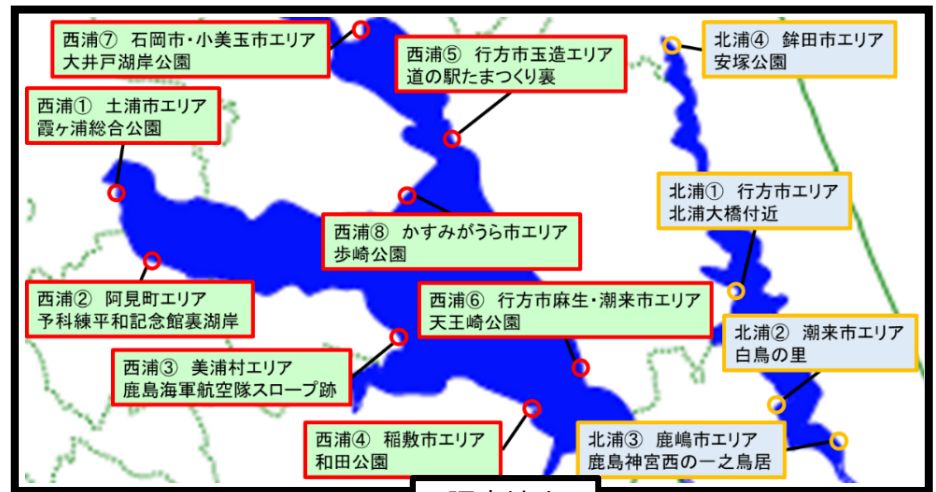 西浦⑦ 石岡市・小美玉市エリア
大井戸湖岸公園
西浦⑤ 行方市玉造エリア
道の駅たまつくり裏
北浦④ 鉾田市エリア
安塚公園
西浦① 土浦市エリア
霞ヶ浦総合公園
北浦① 行方市エリア
北浦大橋付近
西浦⑧ かすみがうら市エリア
歩崎公園
西浦② 阿見町エリア
予科練平和記念館裏湖岸
西浦⑥ 行方市麻生・潮来市エリア
天王崎公園
北浦② 潮来市エリア
白鳥の里
西浦③ 美浦村エリア
鹿島海軍航空隊スロープ跡
西浦④ 稲敷市エリア
和田公園
北浦③ 鹿嶋市エリア
鹿島神宮西の一之鳥居